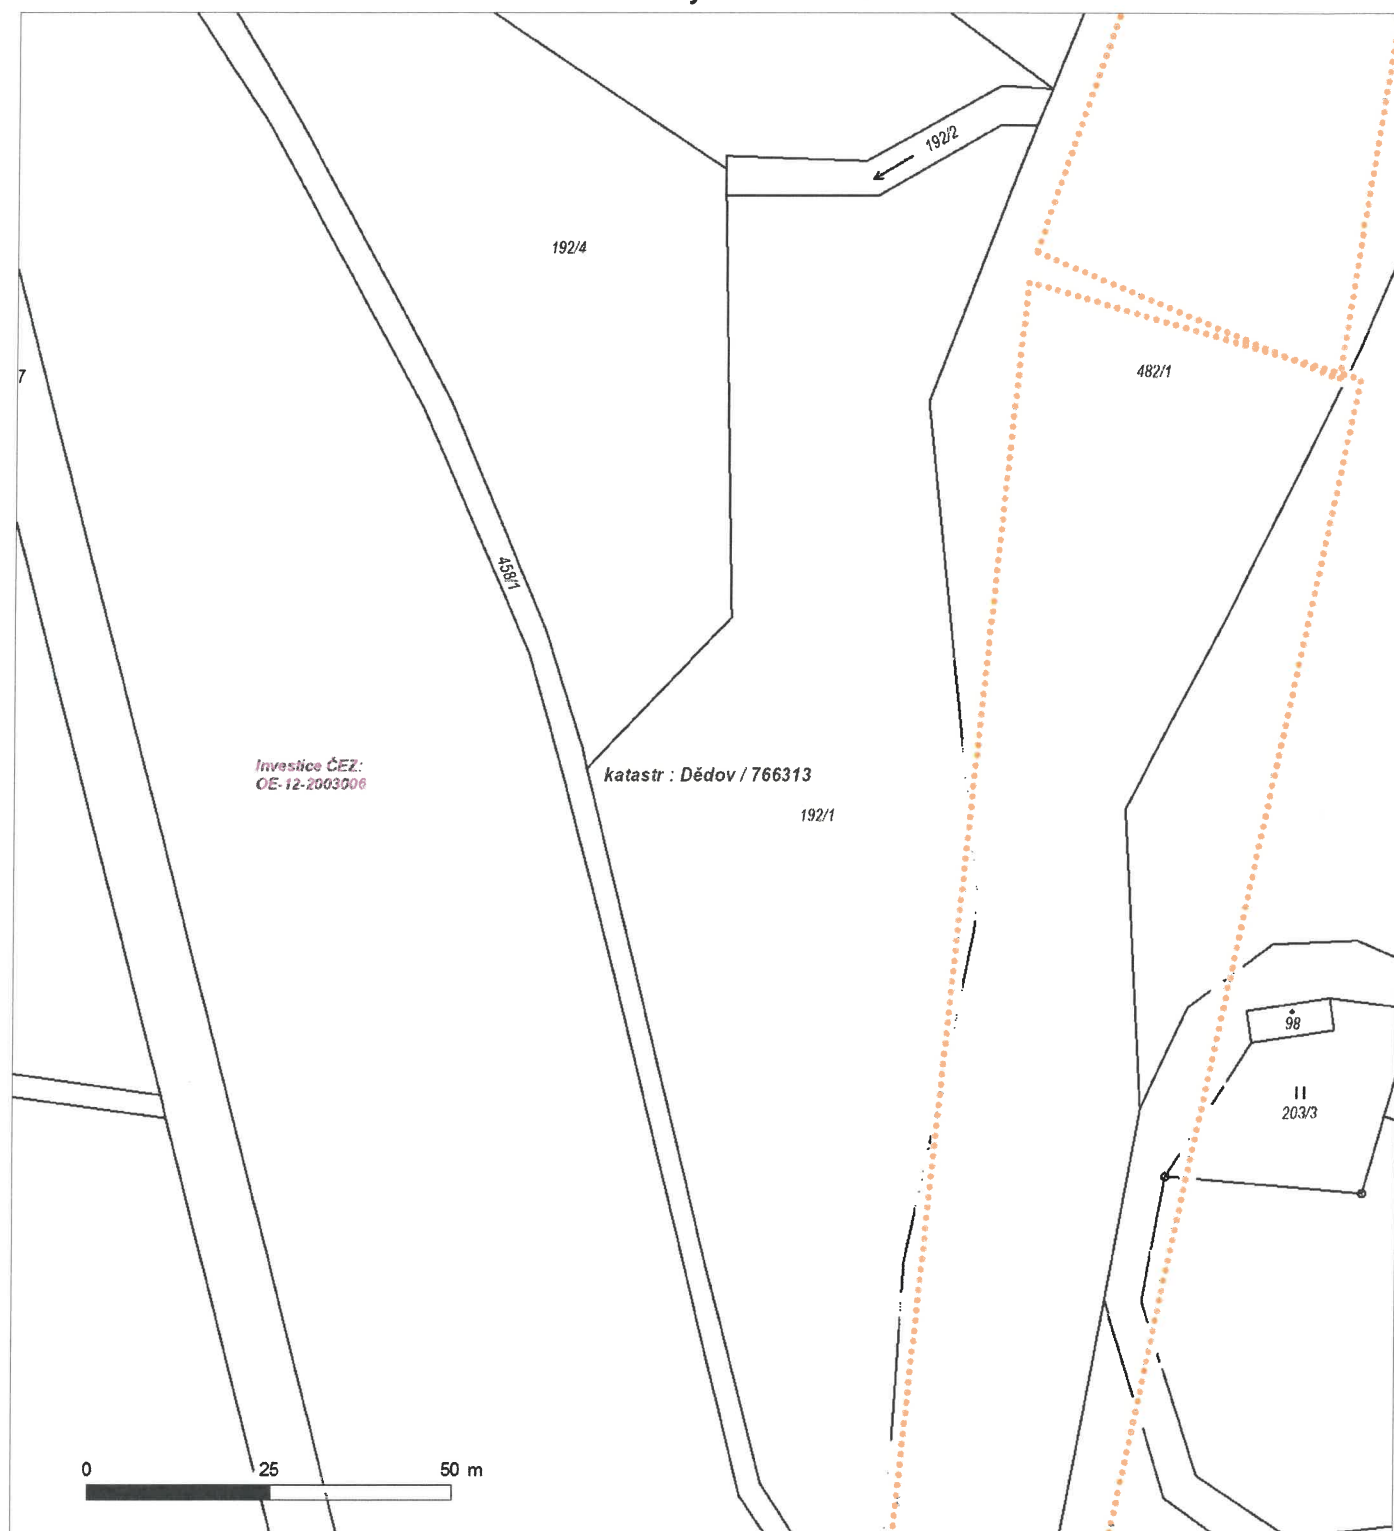 192/2
192/4
482/1
7
458/1
Investice ČEZ:
OE-12-2003006
katastr : Dědov / 766313
192/1
98
II
203/3
0 25 50 m